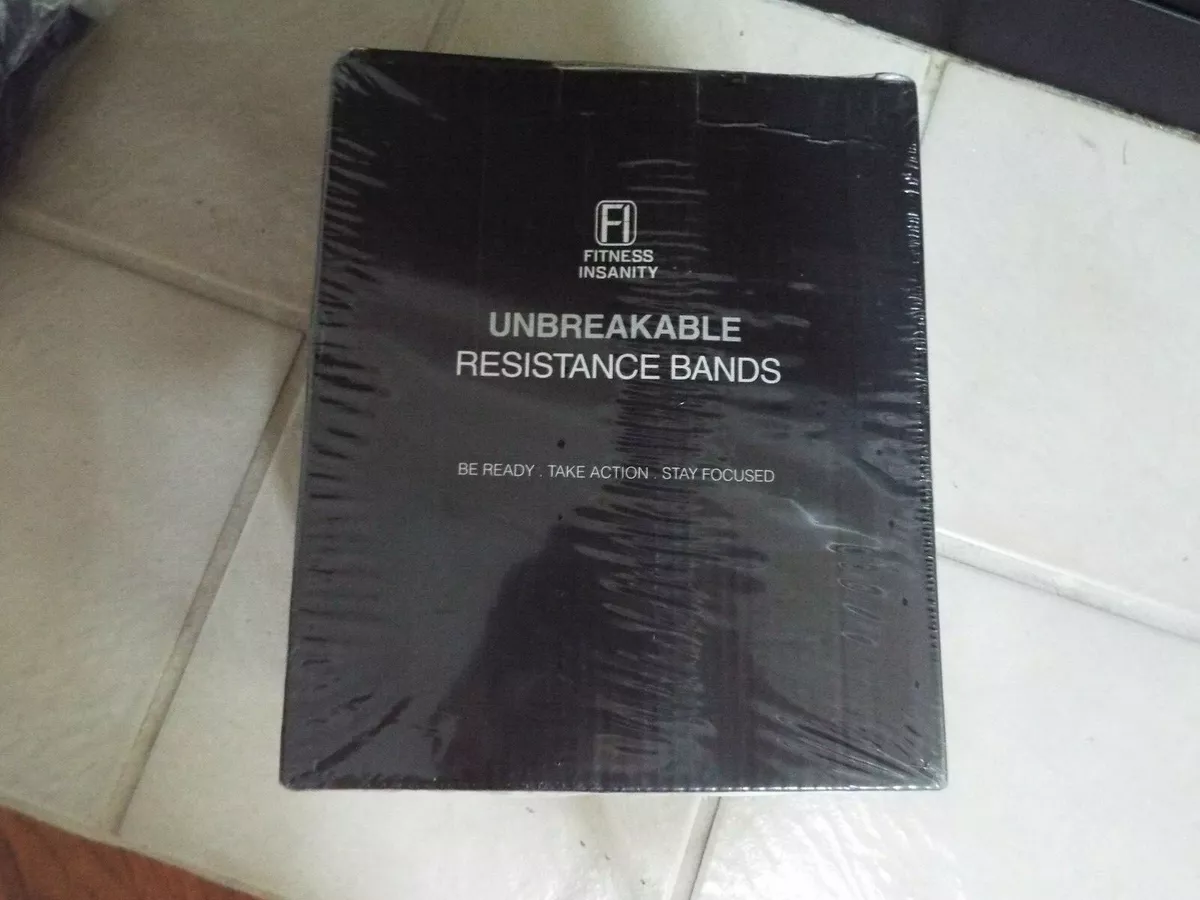 FI
FITNESS
INSANITY
UNBREAKABLE
RESISTANCE BANDS
BE READY . TAKE ACTION . STAY FOCUSED